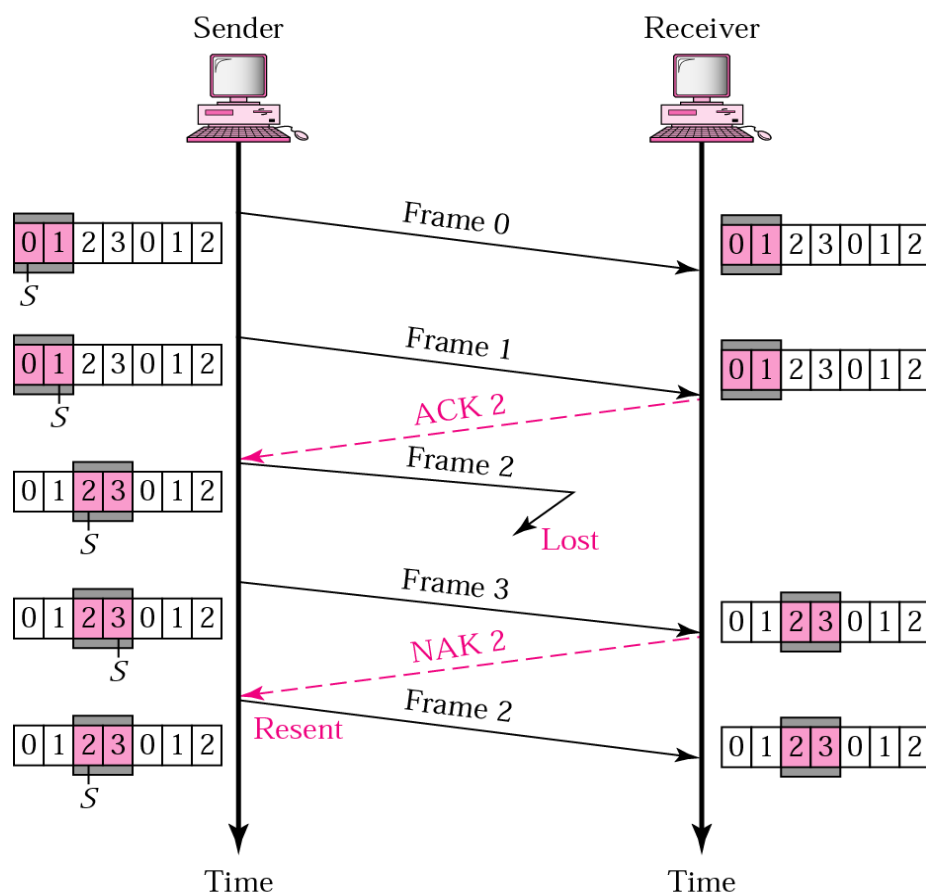 Sender Receiver
Frame 0
0 1 2 3 0 1 2 0 1 2 3 0 1 2
S
Frame 1
0 1 2 3 0 1 2 0 1 2 3 0 1 2
S
ACK 2
Frame 2
0 1 2 3 0 1 2
S
Lost
Frame 3
0 1 2 3 0 1 2 0 1 2 3 0 1 2
S
NAK 2
Frame 2
Resent
0 1 2 3 0 1 2 0 1 2 3 0 1 2
S
Time Time